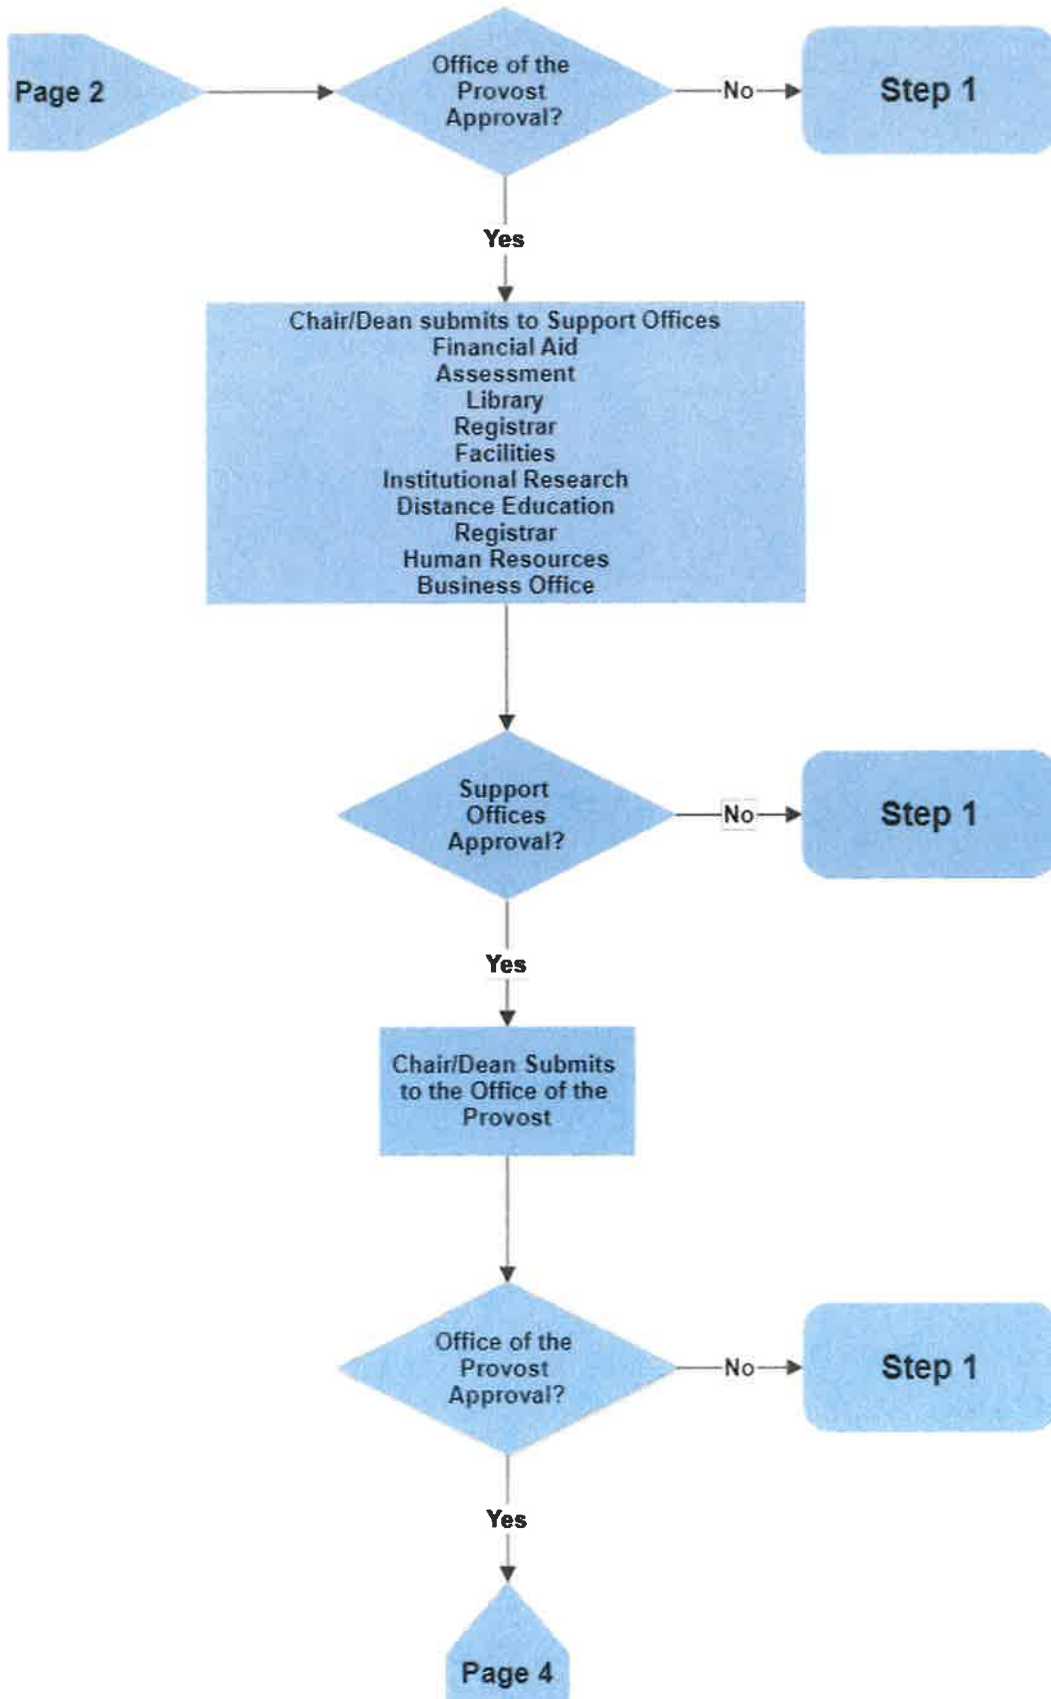 Page 2
Office of the
Provost
Approval?
No
Step 1
Yes
Chair/Dean submits to Support Offices
Financial Aid
Assessment
Library
Registrar
Facilities
Institutional Research
Distance Education
Registrar
Human Resources
Business Office
Support
Offices
Approval?
No
Step 1
Yes
Chair/Dean Submits
to the Office of the
Provost
Office of the
Provost
Approval?
No
Step 1
Yes
Page 4